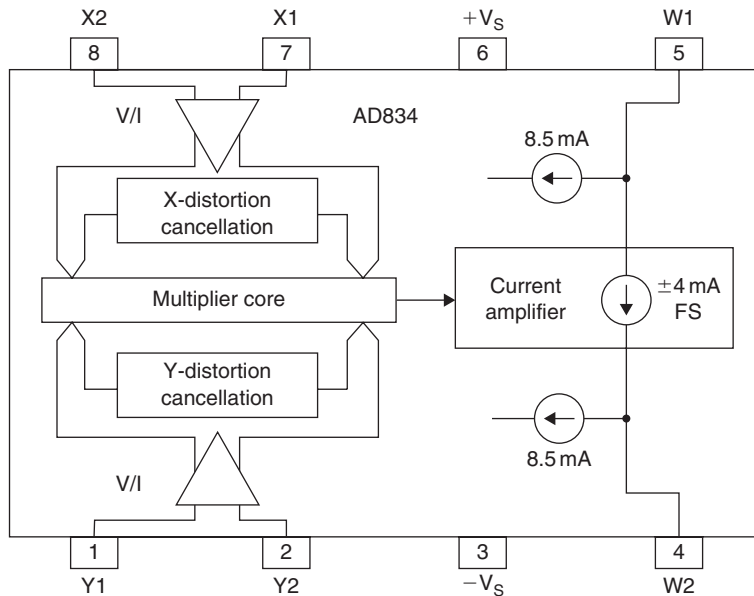 X2 X1 +VS W1
8 7 6 5
V/I AD834
8.5 mA
X-distortion
cancellation
Multiplier core
Current
amplifier
±4 mA
FS
Y-distortion
cancellation
8.5 mA
V/I
1 2 3 4
Y1 Y2 −VS W2